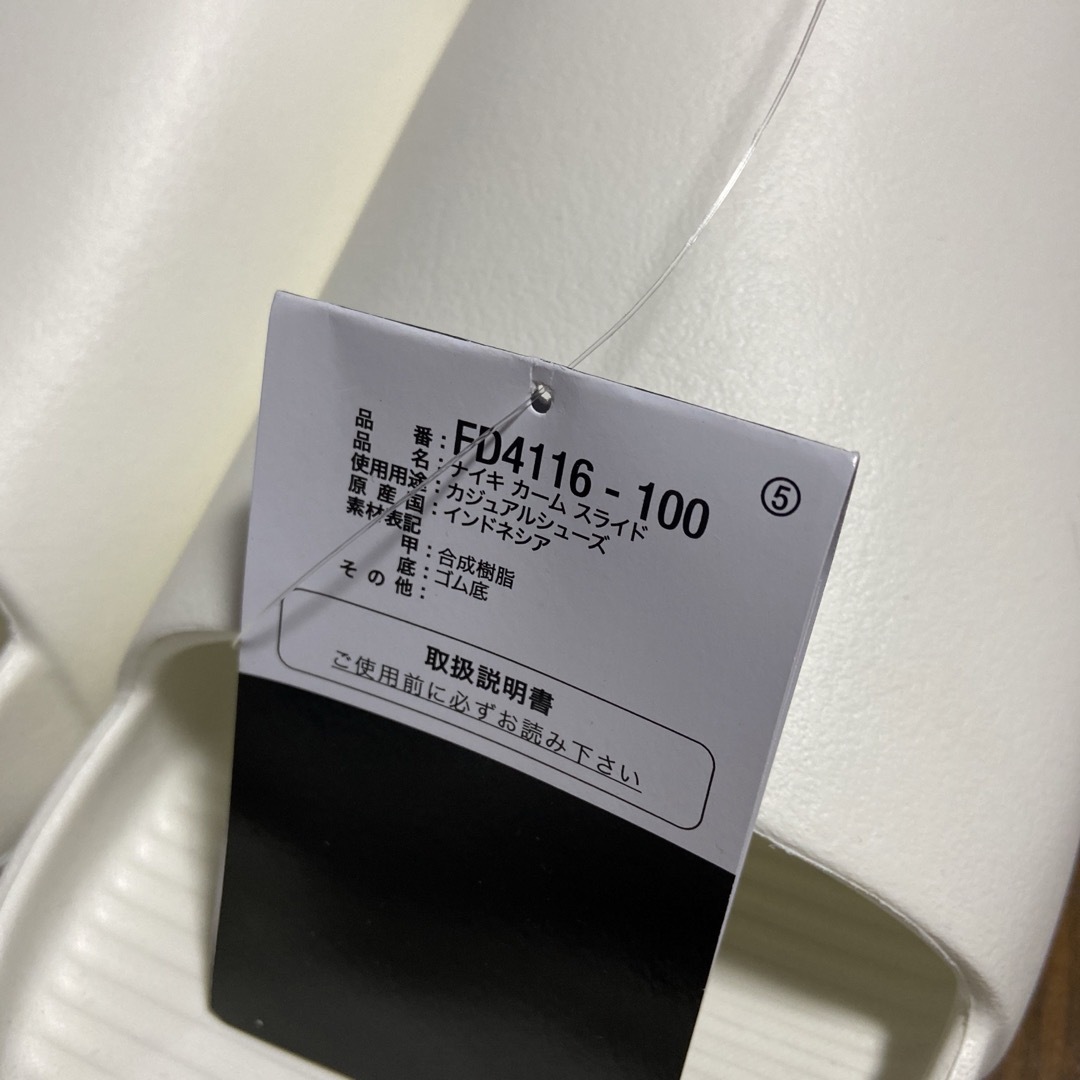 品番：FD4116-100 ⑤
品名：ナイキ カーム スライド
使用用途：カジュアルシューズ
原産国：インドネシア
素材表記
甲：合成樹脂
底：ゴム底
その他：
取扱説明書
ご使用前に必ずお読み下さい